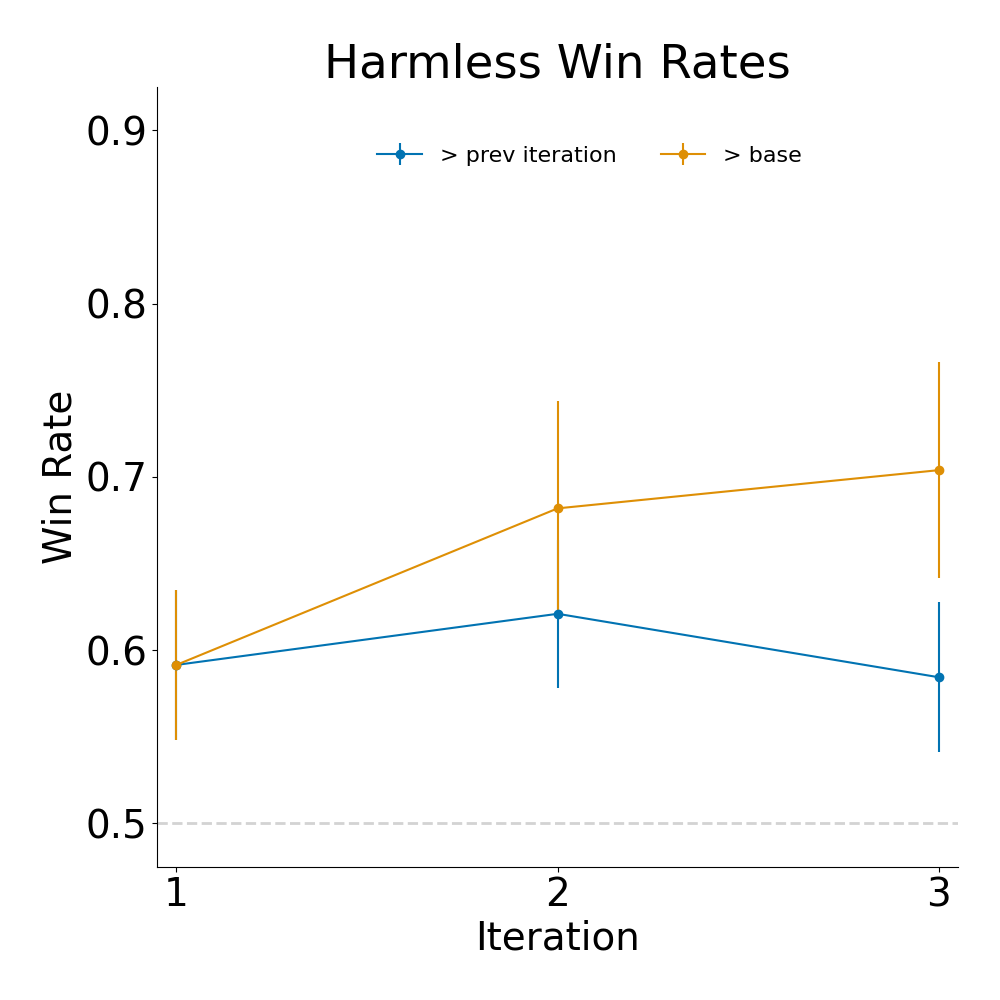 Harmless Win Rates
0.9
> prev iteration
> base
0.8
0.7
0.6
0.5
Win Rate
1
2
3
Iteration